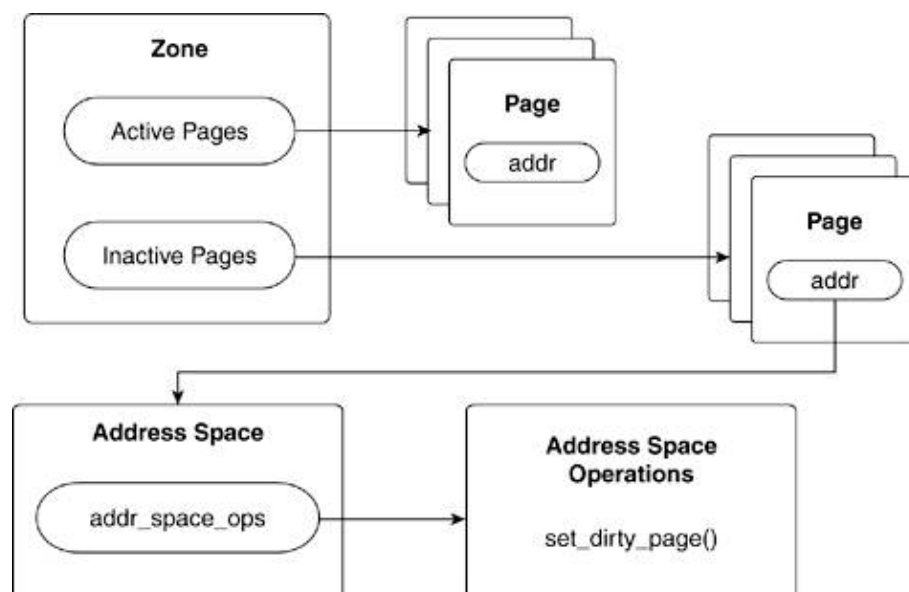 Zone
Active Pages
Inactive Pages
Page
addr
Page
addr
Address Space
addr_space_ops
Address Space
Operations
set_dirty_page()